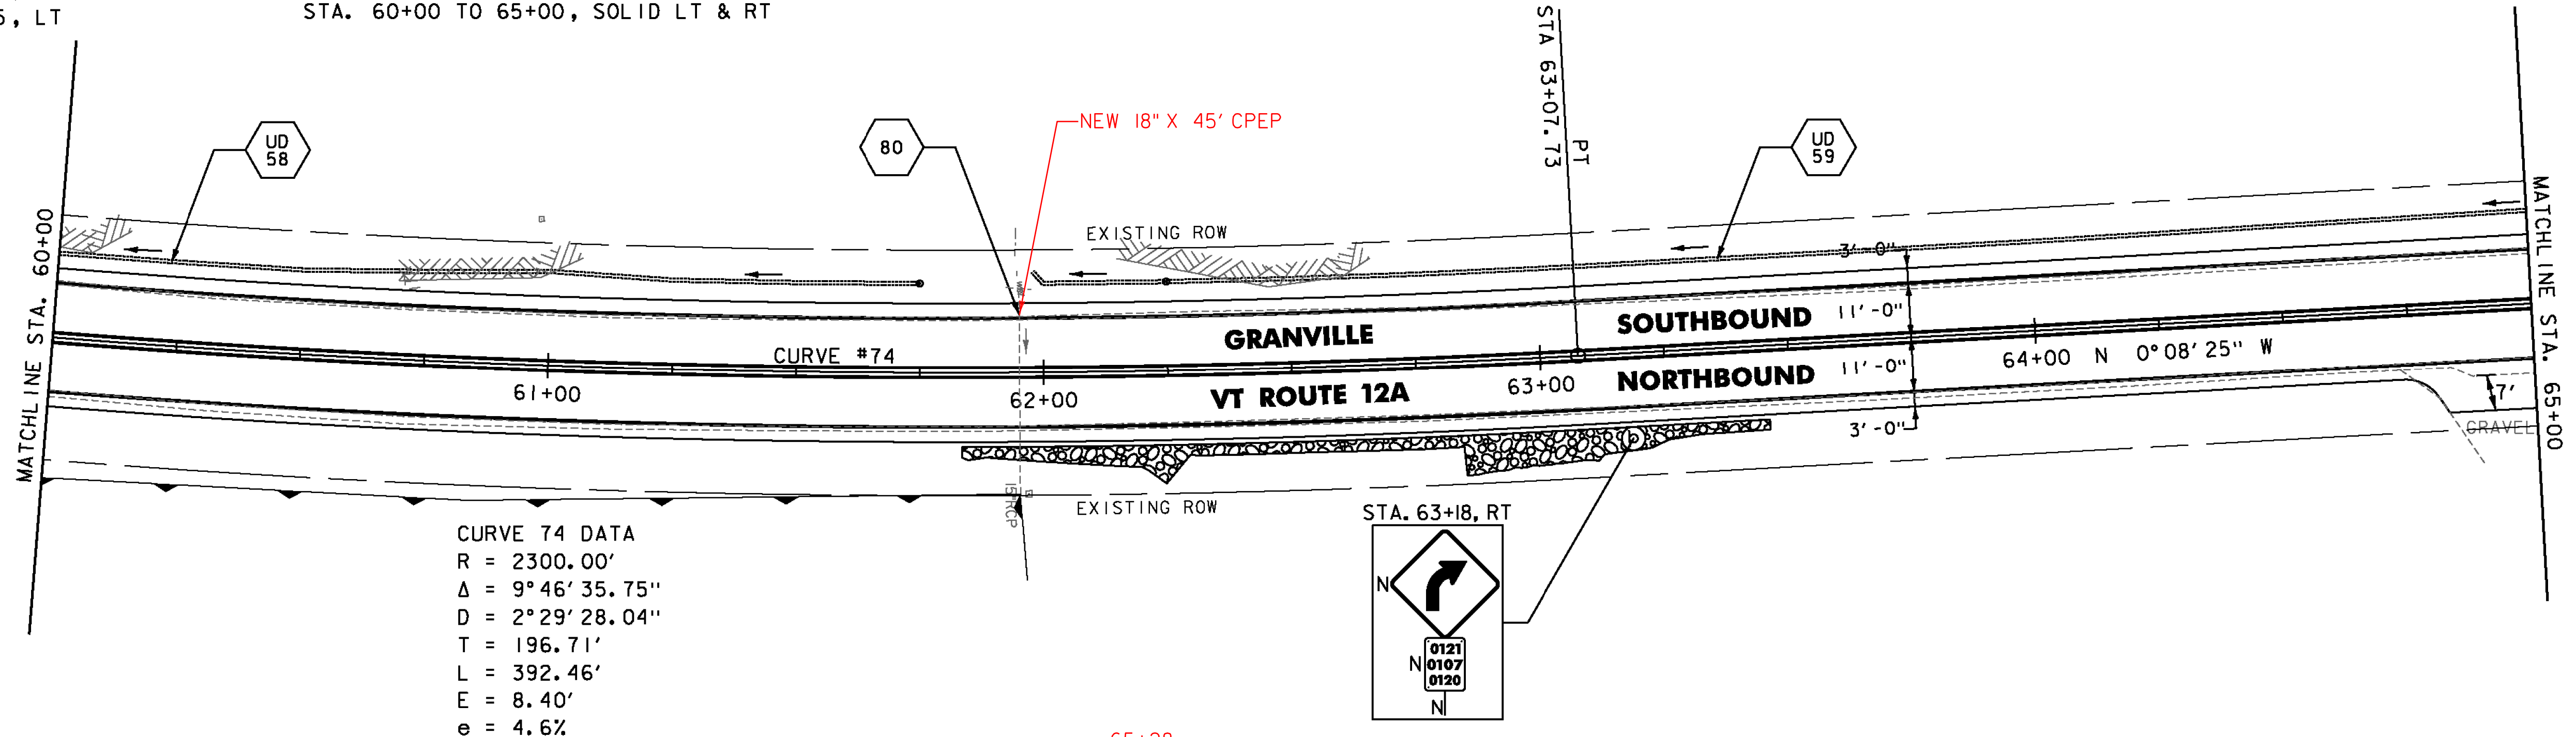 5, LT
STA. 60+00 TO 65+00, SOLID LT & RT
STA 63+07.73
PT
NEW 18" X 45' CPEP
UD
58
80
UD
59
MATCHLINE STA. 60+00
MATCHLINE STA. 65+00
EXISTING ROW
3'-0"
GRANVILLE
SOUTHBOUND
11'-0"
CURVE #74
61+00
62+00
VT ROUTE 12A
63+00
NORTHBOUND
11'-0"
64+00
N 0°08'25" W
3'-0"
7'
GRAVEL
15" RCP
EXISTING ROW
STA. 63+18, RT
N
0121
N 0107
0120
N
CURVE 74 DATA
R = 2300.00'
Δ = 9°46'35.75"
D = 2°29'28.04"
T = 196.71'
L = 392.46'
E = 8.40'
e = 4.6%